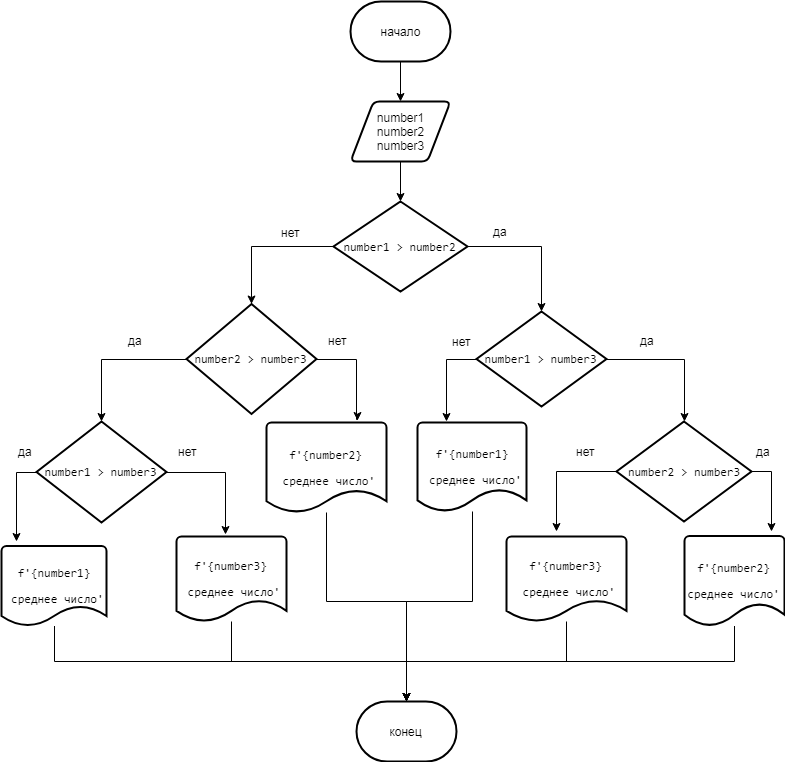 начало
number1
number2
number3
number1 > number2
нет
да
number2 > number3
да
нет
number1 > number3
нет
да
number1 > number3
да
нет
f'{number2}
среднее число'
f'{number1}
среднее число'
number2 > number3
нет
да
f'{number1}
среднее число'
f'{number3}
среднее число'
f'{number3}
среднее число'
f'{number2}
среднее число'
конец